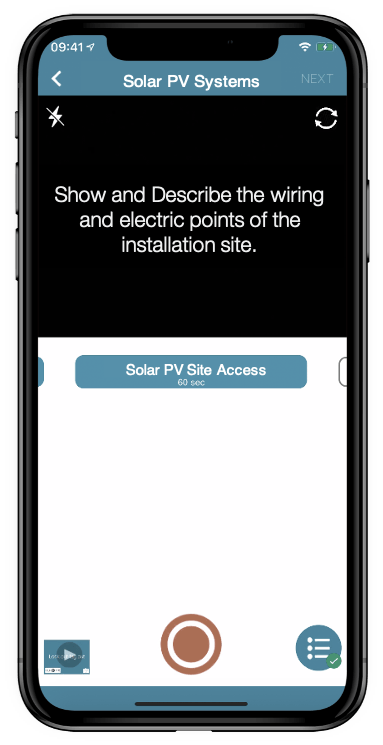 09:41
Solar PV Systems
NEXT
Show and Describe the wiring
and electric points of the
installation site.
Solar PV Site Access
60 sec